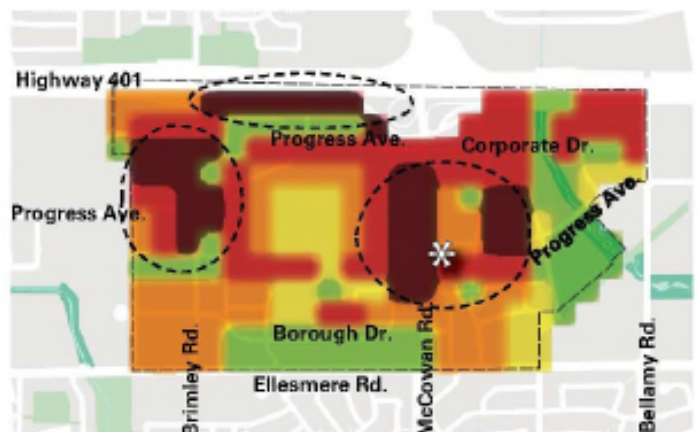 Highway 401
Progress Ave.
Corporate Dr.
Progress Ave.
Progress Ave.
Borough Dr.
Ellesmere Rd.
Brimley Rd.
McCowan Rd.
Bellamy Rd.